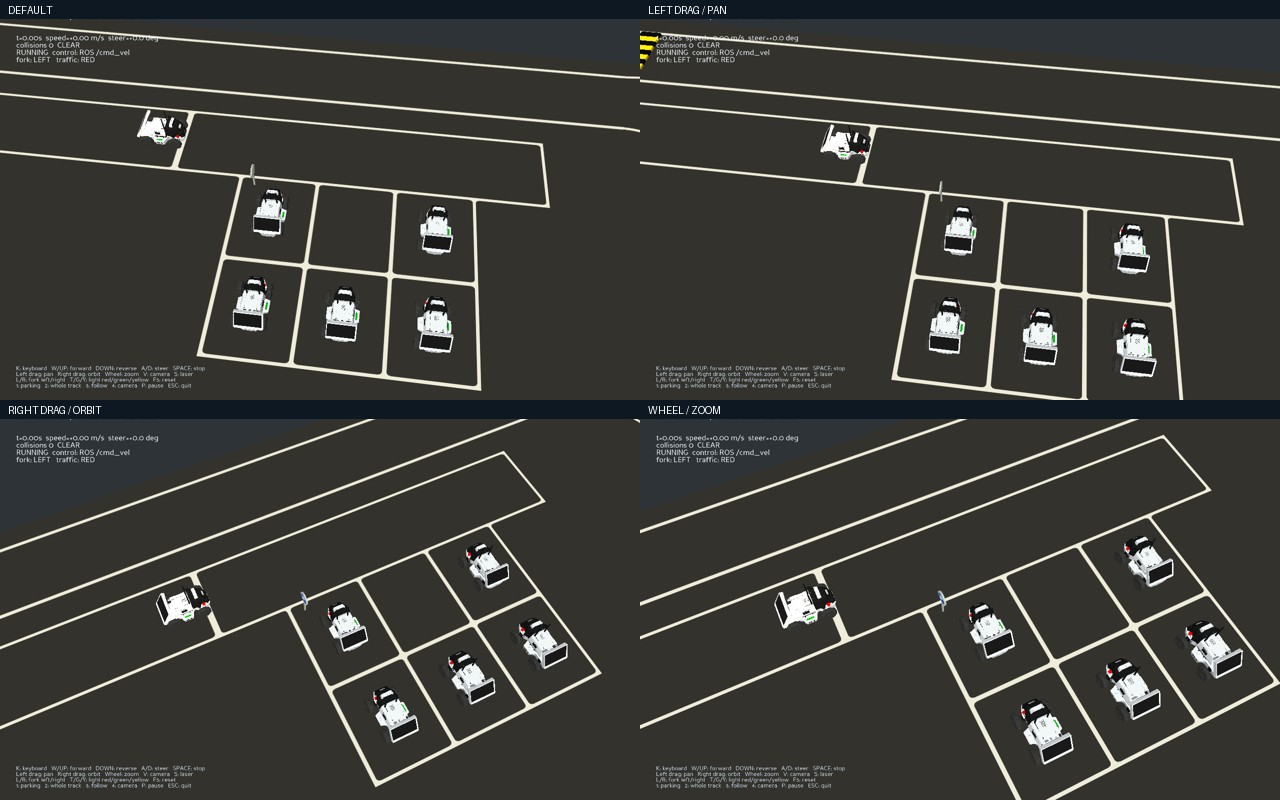 DEFAULT
t=0.00s speed=+0.00 m/s steer=+0.0 deg
collisions 0 CLEAR
RUNNING control: ROS /cmd_vel
fork: LEFT traffic: RED
K: keyboard W/UP: forward DOWN: reverse A/D: steer SPACE: stop
Left drag: pan Right drag: orbit Wheel: zoom V: camera S: laser
L/R: fork left/right T/G/Y: light red/green/yellow F5: reset
1: parking 2: whole track 3: follow 4: camera P: pause ESC: quit
LEFT DRAG / PAN
t=0.00s speed=+0.00 m/s steer=+0.0 deg
collisions 0 CLEAR
RUNNING control: ROS /cmd_vel
fork: LEFT traffic: RED
K: keyboard W/UP: forward DOWN: reverse A/D: steer SPACE: stop
Left drag: pan Right drag: orbit Wheel: zoom V: camera S: laser
L/R: fork left/right T/G/Y: light red/green/yellow F5: reset
1: parking 2: whole track 3: follow 4: camera P: pause ESC: quit
RIGHT DRAG / ORBIT
t=0.00s speed=+0.00 m/s steer=+0.0 deg
collisions 0 CLEAR
RUNNING control: ROS /cmd_vel
fork: LEFT traffic: RED
K: keyboard W/UP: forward DOWN: reverse A/D: steer SPACE: stop
Left drag: pan Right drag: orbit Wheel: zoom V: camera S: laser
L/R: fork left/right T/G/Y: light red/green/yellow F5: reset
1: parking 2: whole track 3: follow 4: camera P: pause ESC: quit
WHEEL / ZOOM
t=0.00s speed=+0.00 m/s steer=+0.0 deg
collisions 0 CLEAR
RUNNING control: ROS /cmd_vel
fork: LEFT traffic: RED
K: keyboard W/UP: forward DOWN: reverse A/D: steer SPACE: stop
Left drag: pan Right drag: orbit Wheel: zoom V: camera S: laser
L/R: fork left/right T/G/Y: light red/green/yellow F5: reset
1: parking 2: whole track 3: follow 4: camera P: pause ESC: quit